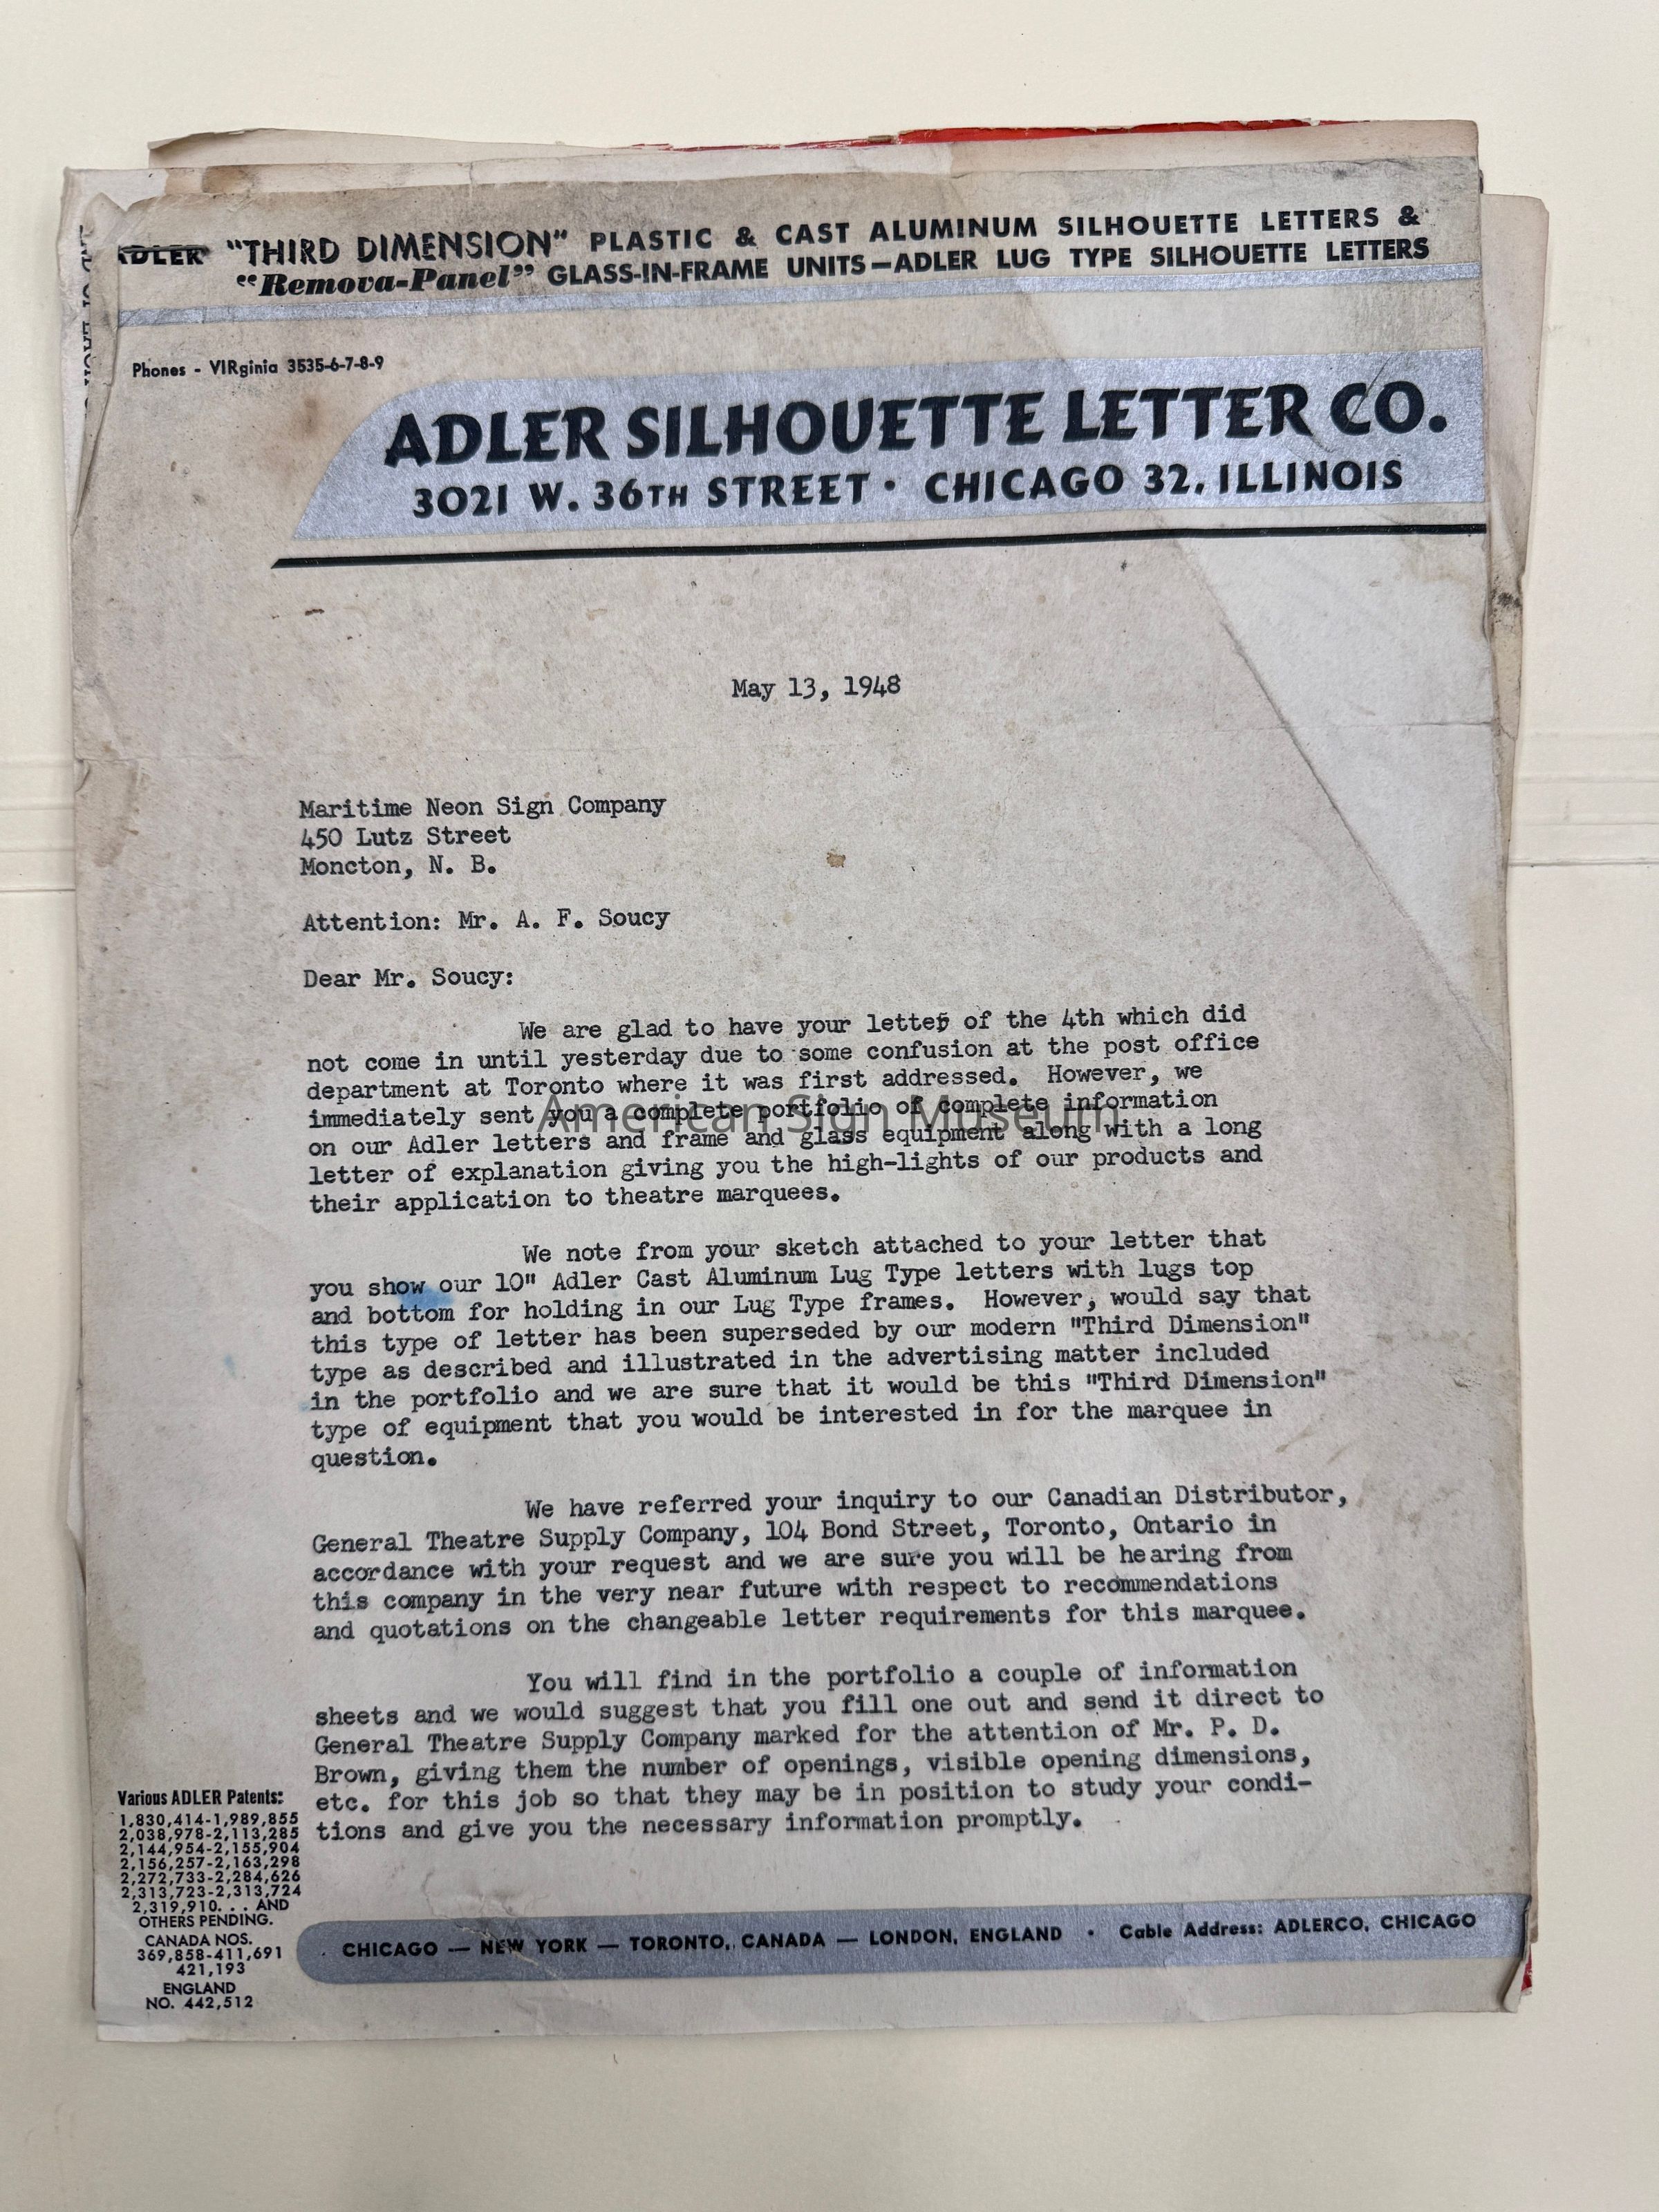 ADLER "THIRD DIMENSION" PLASTIC & CAST ALUMINUM SILHOUETTE LETTERS &
"Remova-Panel" GLASS-IN-FRAME UNITS—ADLER LUG TYPE SILHOUETTE LETTERS
Phones - VIRginia 3535-6-7-8-9
ADLER SILHOUETTE LETTER CO.
3021 W. 36TH STREET · CHICAGO 32, ILLINOIS
May 13, 1948
Maritime Neon Sign Company
450 Lutz Street
Moncton, N. B.
Attention: Mr. A. F. Soucy
Dear Mr. Soucy:
We are glad to have your letter of the 4th which did
not come in until yesterday due to some confusion at the post office
department at Toronto where it was first addressed. However, we
immediately sent you a complete portfolio of complete information
on our Adler letters and frame and glass equipment along with a long
letter of explanation giving you the high-lights of our products and
their application to theatre marquees.
American Sign Museum
We note from your sketch attached to your letter that
you show our 10" Adler Cast Aluminum Lug Type letters with lugs top
and bottom for holding in our Lug Type frames. However, would say that
this type of letter has been superseded by our modern "Third Dimension"
type as described and illustrated in the advertising matter included
in the portfolio and we are sure that it would be this "Third Dimension"
type of equipment that you would be interested in for the marquee in
question.
We have referred your inquiry to our Canadian Distributor,
General Theatre Supply Company, 104 Bond Street, Toronto, Ontario in
accordance with your request and we are sure you will be hearing from
this company in the very near future with respect to recommendations
and quotations on the changeable letter requirements for this marquee.
You will find in the portfolio a couple of information
sheets and we would suggest that you fill one out and send it direct to
General Theatre Supply Company marked for the attention of Mr. P. D.
Brown, giving them the number of openings, visible opening dimensions,
etc. for this job so that they may be in position to study your condi-
tions and give you the necessary information promptly.
Various ADLER Patents:
1,830,414-1,989,855
2,038,978-2,113,285
2,144,954-2,155,904
2,156,257-2,163,298
2,272,733-2,284,626
2,313,723-2,313,724
2,319,910. . . AND
OTHERS PENDING.
CANADA NOS.
369,858-411,691
421,193
ENGLAND
NO. 442,512
CHICAGO — NEW YORK — TORONTO, CANADA — LONDON, ENGLAND · Cable Address: ADLERCO, CHICAGO